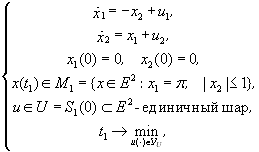 ẋ₁ = −x₂ + u₁,
ẋ₂ = x₁ + u₂,
x₁(0) = 0, x₂(0) = 0,
x(t₁) ∈ M₁ = {x ∈ E² : x₁ = π, | x₂ | ≤ 1},
u ∈ U = S₁(0) ⊂ E² - единичный шар,
t₁ → min u(·)∈V_U ,